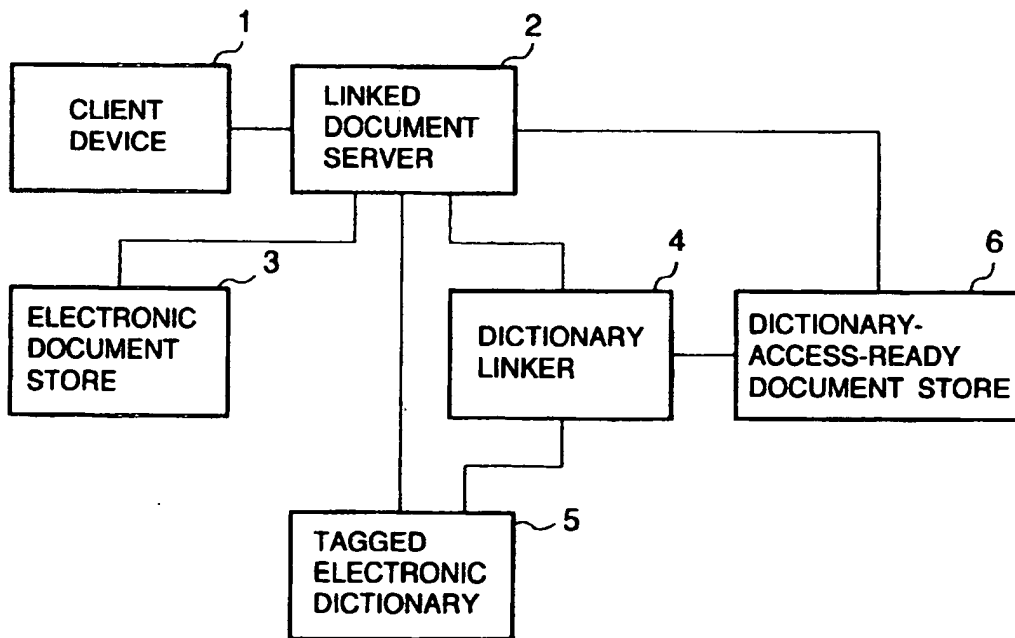 1
CLIENT
DEVICE
2
LINKED
DOCUMENT
SERVER
3
ELECTRONIC
DOCUMENT
STORE
4
DICTIONARY
LINKER
6
DICTIONARY-
ACCESS-READY
DOCUMENT STORE
5
TAGGED
ELECTRONIC
DICTIONARY